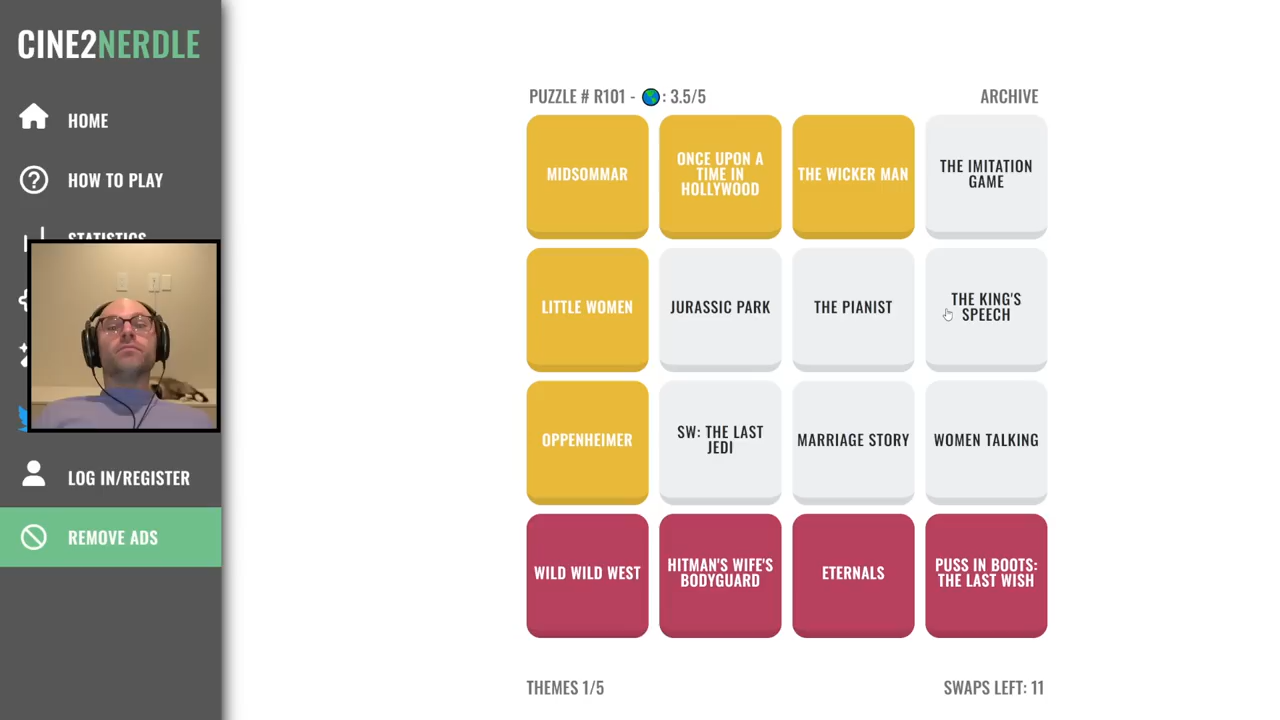 CINE2NERDLE
HOME
HOW TO PLAY
STATISTICS
LOG IN/REGISTER
REMOVE ADS
PUZZLE # R101 - 🌎: 3.5/5
ARCHIVE
MIDSOMMAR
ONCE UPON A
TIME IN
HOLLYWOOD
THE WICKER MAN
THE IMITATION
GAME
LITTLE WOMEN
JURASSIC PARK
THE PIANIST
THE KING'S
SPEECH
OPPENHEIMER
SW: THE LAST
JEDI
MARRIAGE STORY
WOMEN TALKING
WILD WILD WEST
HITMAN'S WIFE'S
BODYGUARD
ETERNALS
PUSS IN BOOTS:
THE LAST WISH
THEMES 1/5
SWAPS LEFT: 11